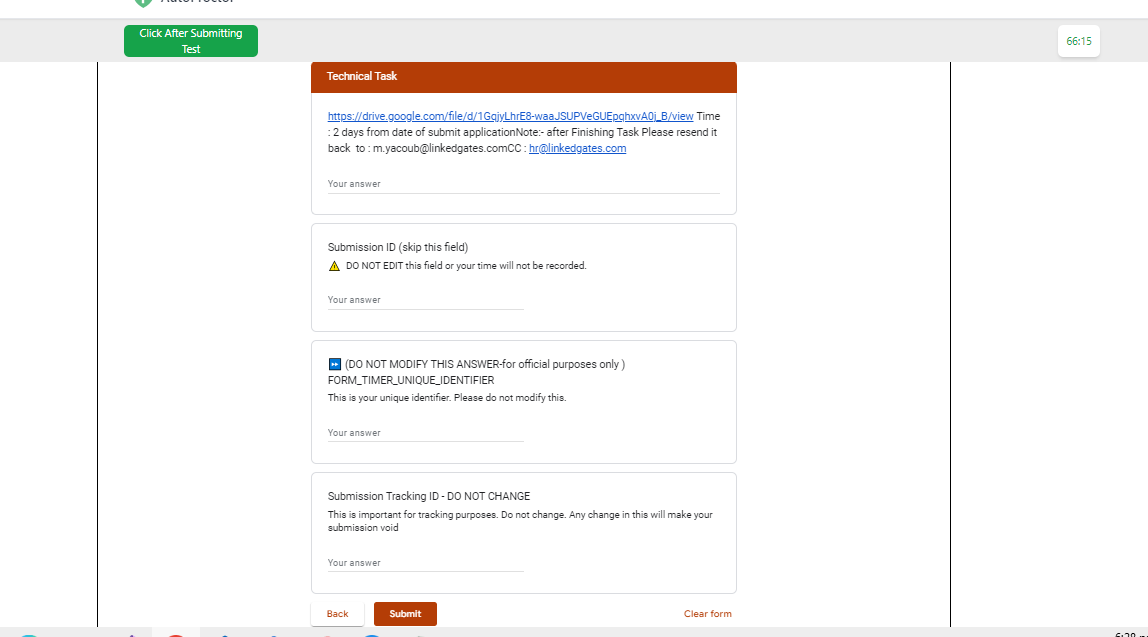 AutoProctor
Click After Submitting
Test
66:15
Technical Task
https://drive.google.com/file/d/1GqjyLhrE8-waaJSUPVeGUEpqhxvA0j_B/view Time
: 2 days from date of submit applicationNote:- after Finishing Task Please resend it
back to : m.yacoub@linkedgates.comCC : hr@linkedgates.com
Your answer
Submission ID (skip this field)
⚠ DO NOT EDIT this field or your time will not be recorded.
Your answer
⏩ (DO NOT MODIFY THIS ANSWER-for official purposes only )
FORM_TIMER_UNIQUE_IDENTIFIER
This is your unique identifier. Please do not modify this.
Your answer
Submission Tracking ID - DO NOT CHANGE
This is important for tracking purposes. Do not change. Any change in this will make your
submission void
Your answer
Back
Submit
Clear form